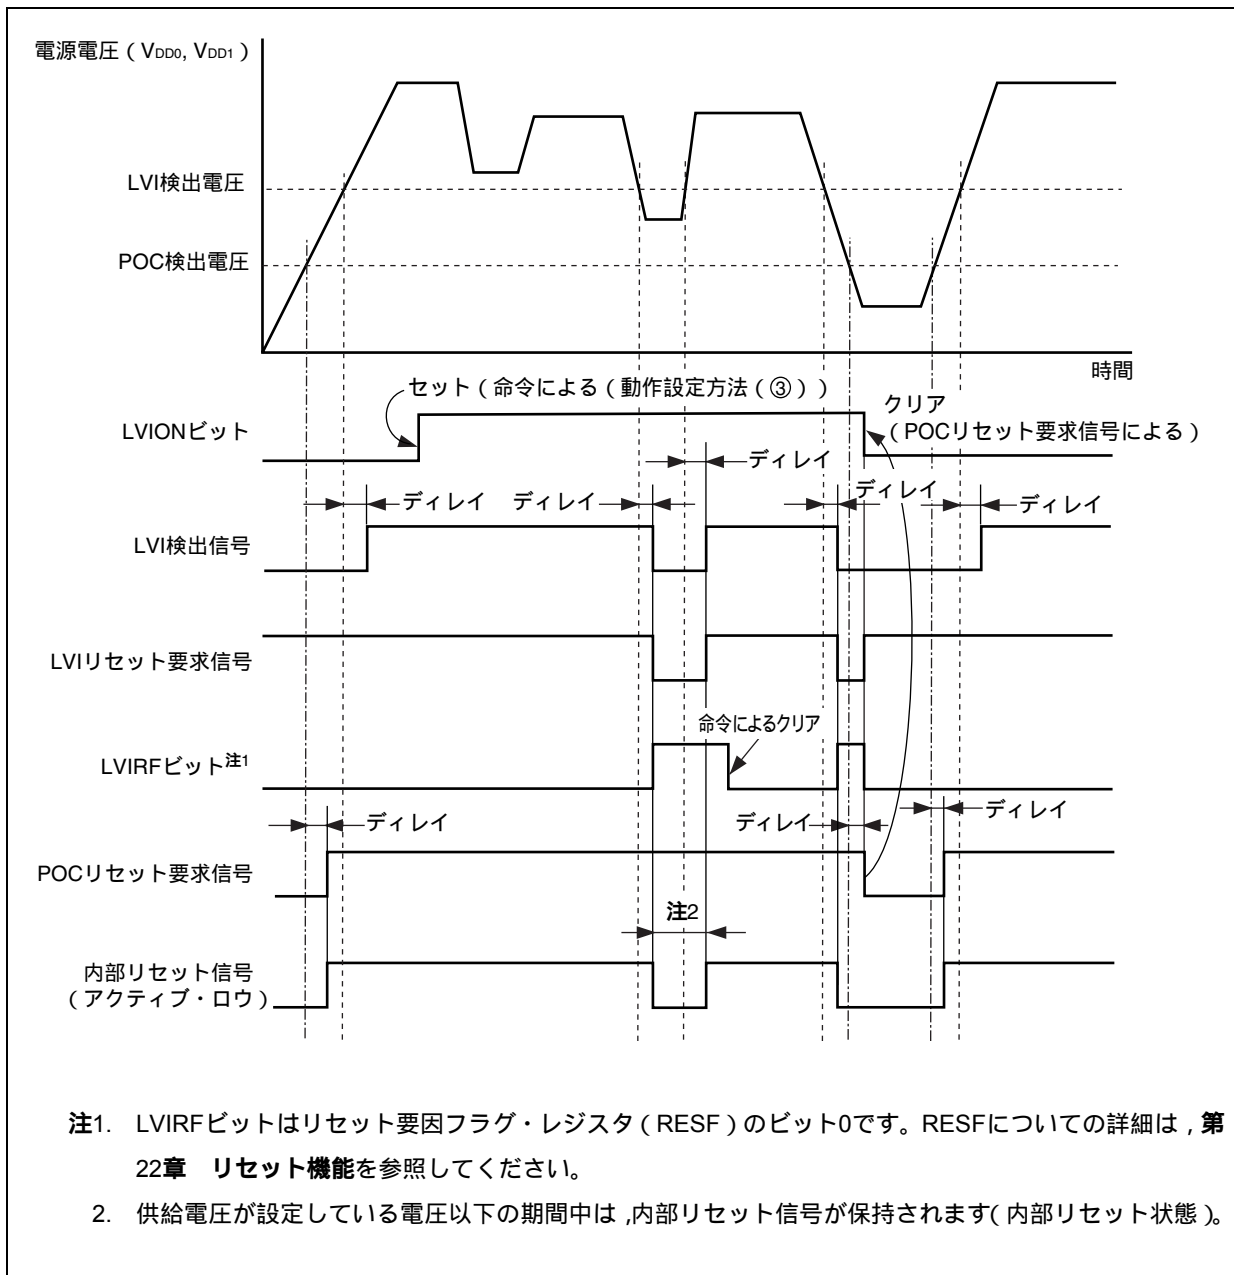 電源電圧（VDD0, VDD1）
LVI検出電圧
POC検出電圧
時間
セット（命令による（動作設定方法（③））
クリア
（POCリセット要求信号による）
LVIONビット
ディレイ
ディレイ
ディレイ
ディレイ
ディレイ
LVI検出信号
LVIリセット要求信号
命令によるクリア
LVIRFビット注1
ディレイ
ディレイ
ディレイ
POCリセット要求信号
注2
内部リセット信号
（アクティブ・ロウ）
注1. LVIRFビットはリセット要因フラグ・レジスタ（RESF）のビット0です。RESFについての詳細は，第
22章　リセット機能を参照してください。
2. 供給電圧が設定している電圧以下の期間中は，内部リセット信号が保持されます（内部リセット状態）。